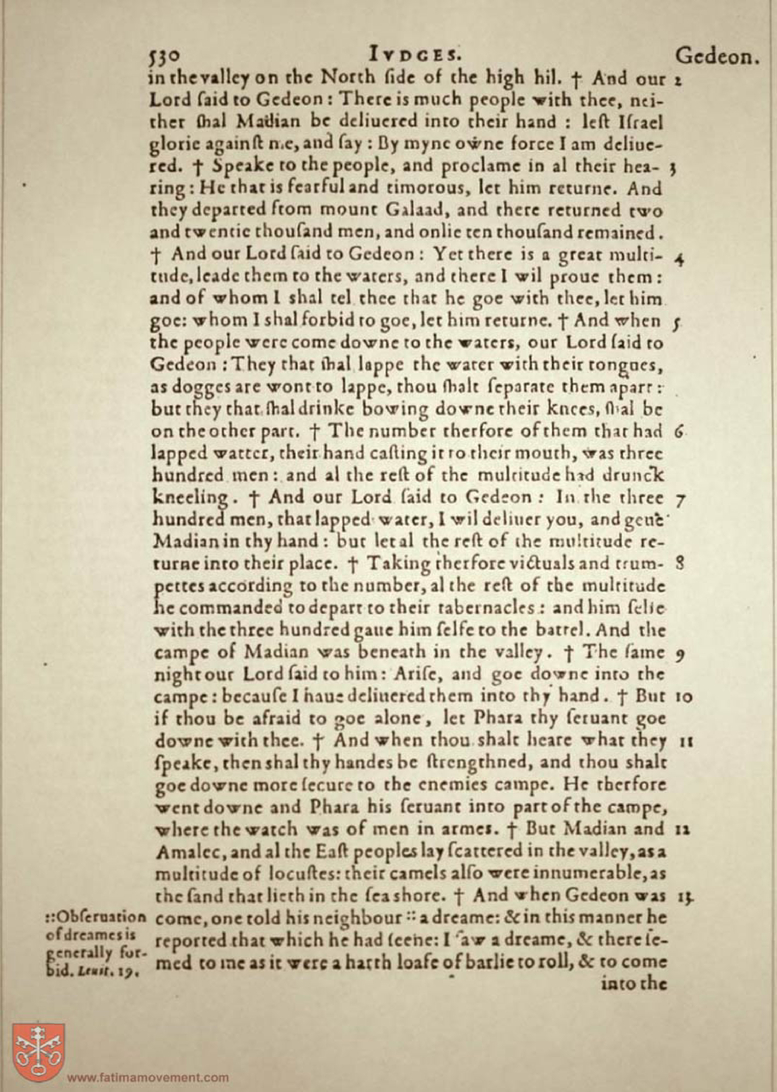 530 IVDGES. Gedeon.
in the valley on the North ſide of the high hil. † And our 2
Lord ſaid to Gedeon : There is much people with thee, nei-
ther ſhal Madian be deliuered into their hand : leſt Iſrael
glorie againſt me, and ſay : By myne owne force I am deliue-
red. † Speake to the people, and proclame in al their hea- 3
ring : He that is fearful and timorous, let him returne. And
they departed from mount Galaad, and there returned two
and twentie thouſand men, and onlie ten thouſand remained.
† And our Lord ſaid to Gedeon : Yet there is a great multi- 4
tude, leade them to the waters, and there I wil proue them :
and of whom I shal tel thee that he goe with thee, let him
goe: whom I shal forbid to goe, let him returne. † And when 5
the people were come downe to the waters, our Lord ſaid to
Gedeon : They that ſhal lappe the water with their tongues,
as dogges are wont to lappe, thou ſhalt ſeparate them apart :
but they that ſhal drinke bowing downe their knees, ſhal be
on the other part. † The number therfore of them that had 6
lapped watter, their hand caſting it to their mouth, was three
hundred men : and al the reſt of the multitude had drunck
kneeling. † And our Lord ſaid to Gedeon : In the three 7
hundred men, that lapped water, I wil deliuer you, and geue
Madian in thy hand : but let al the reſt of the multitude re-
turne into their place. † Taking therfore victuals and trum- 8
pettes according to the number, al the reſt of the multitude
he commanded to depart to their tabernacles : and him ſelfe
with the three hundred gaue him ſelfe to the battel. And the
campe of Madian was beneath in the valley. † The ſame 9
night our Lord ſaid to him : Ariſe, and goe downe into the
campe : becauſe I haue deliuered them into thy hand. † But 10
if thou be afraid to goe alone, let Phara thy ſeruant goe
downe with thee. † And when thou shalt heare what they 11
ſpeake, then shal thy handes be ſtrengthned, and thou shalt
goe downe more ſecure to the enemies campe. He therfore
went downe and Phara his ſeruant into part of the campe,
where the watch was of men in armes. † But Madian and 12
Amalec, and al the Eaſt peoples lay ſcattered in the valley, as a
multitude of locuſtes: their camels alſo were innumerable, as
the ſand that lieth in the ſea shore. † And when Gedeon was 13
come, one told his neighbour :: a dreame: & in this manner he
reported that which he had ſeene: I ſaw a dreame, & there ſe-
med to me as it were a harth loafe of barlie to roll, & to come
into the
::Obſeruation
of dreames is
generally for-
bid. Leuit. 19.
www.fatimamovement.com